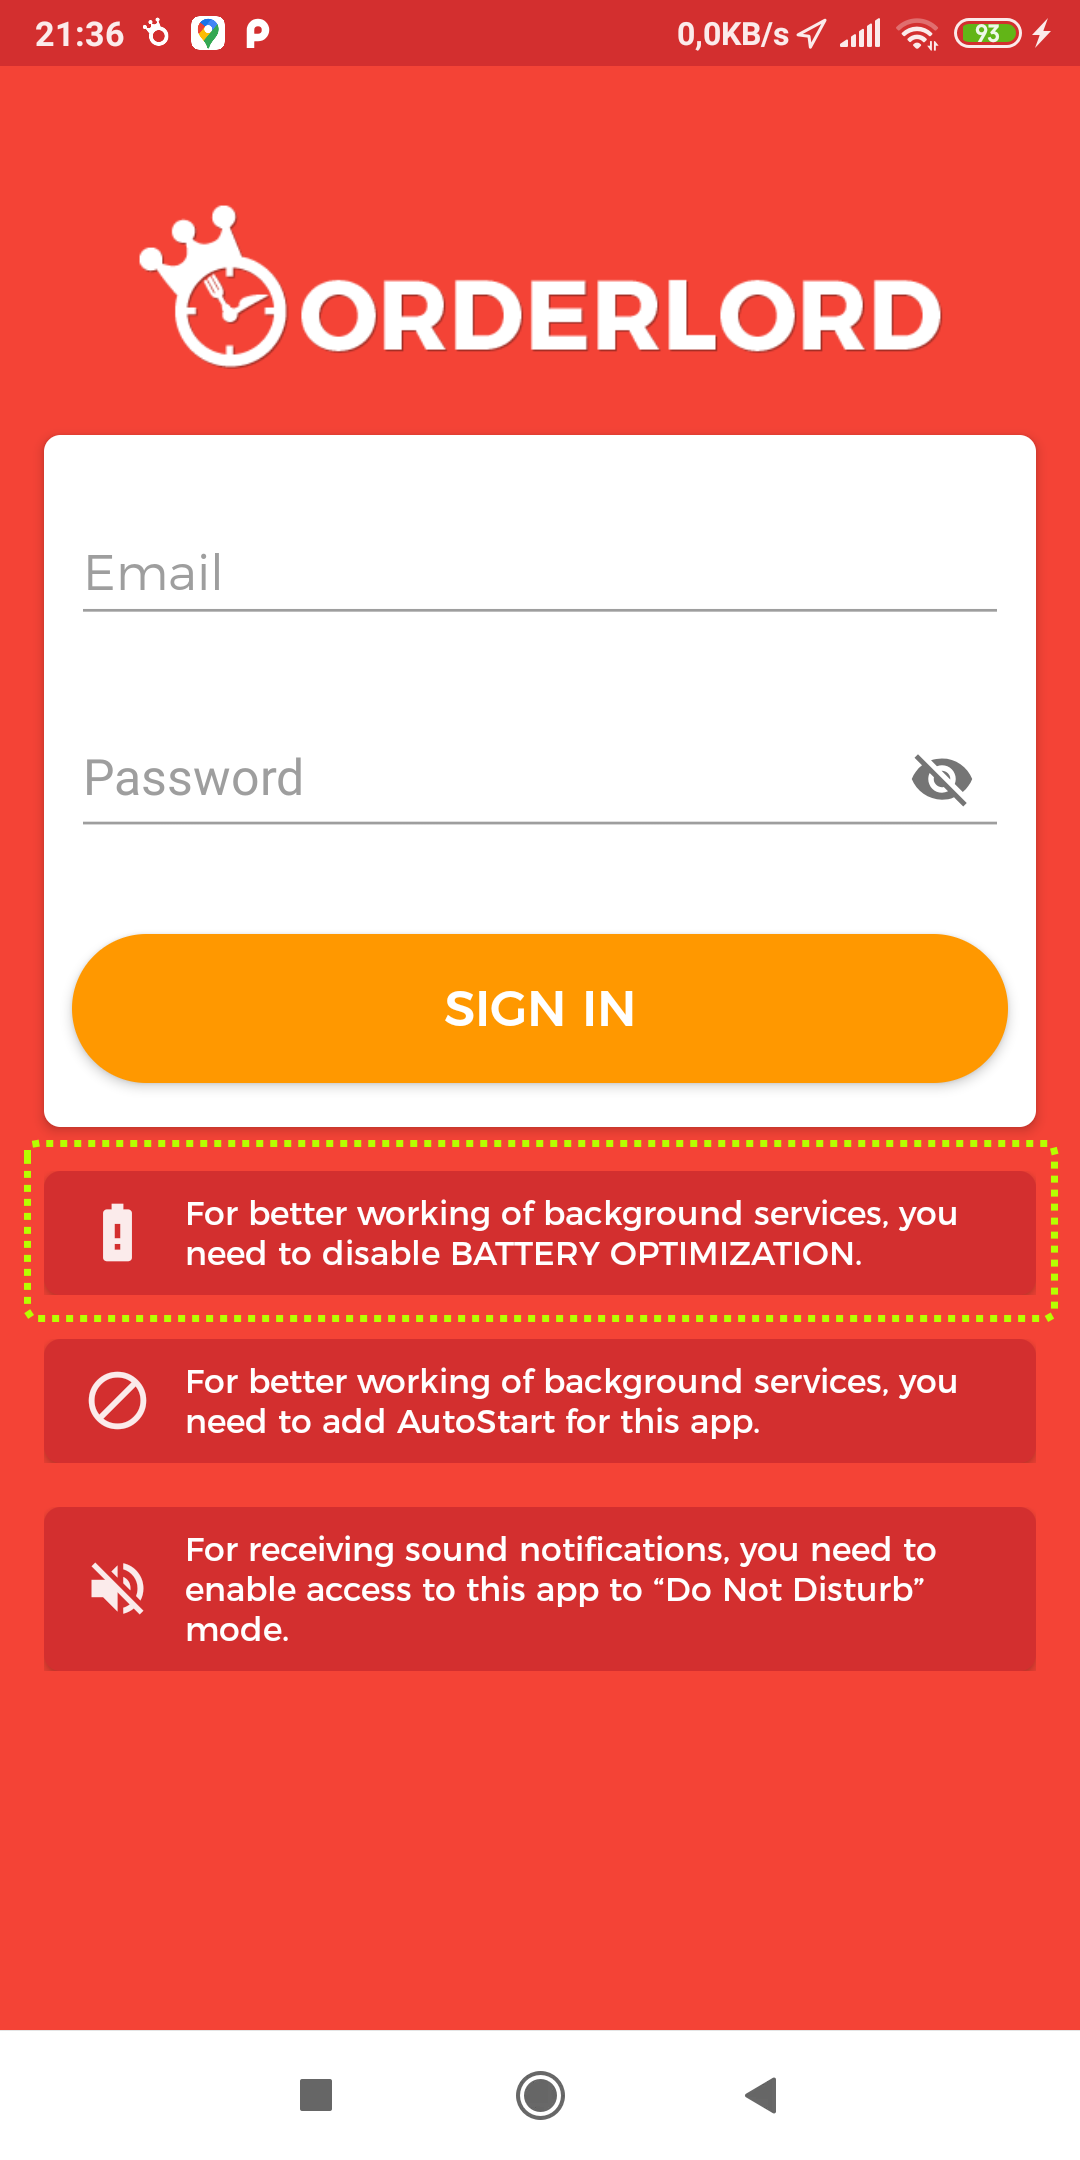 21:36 0,0KB/s 93
ORDERLORD
Email
Password
SIGN IN
For better working of background services, you
need to disable BATTERY OPTIMIZATION.
For better working of background services, you
need to add AutoStart for this app.
For receiving sound notifications, you need to
enable access to this app to “Do Not Disturb”
mode.